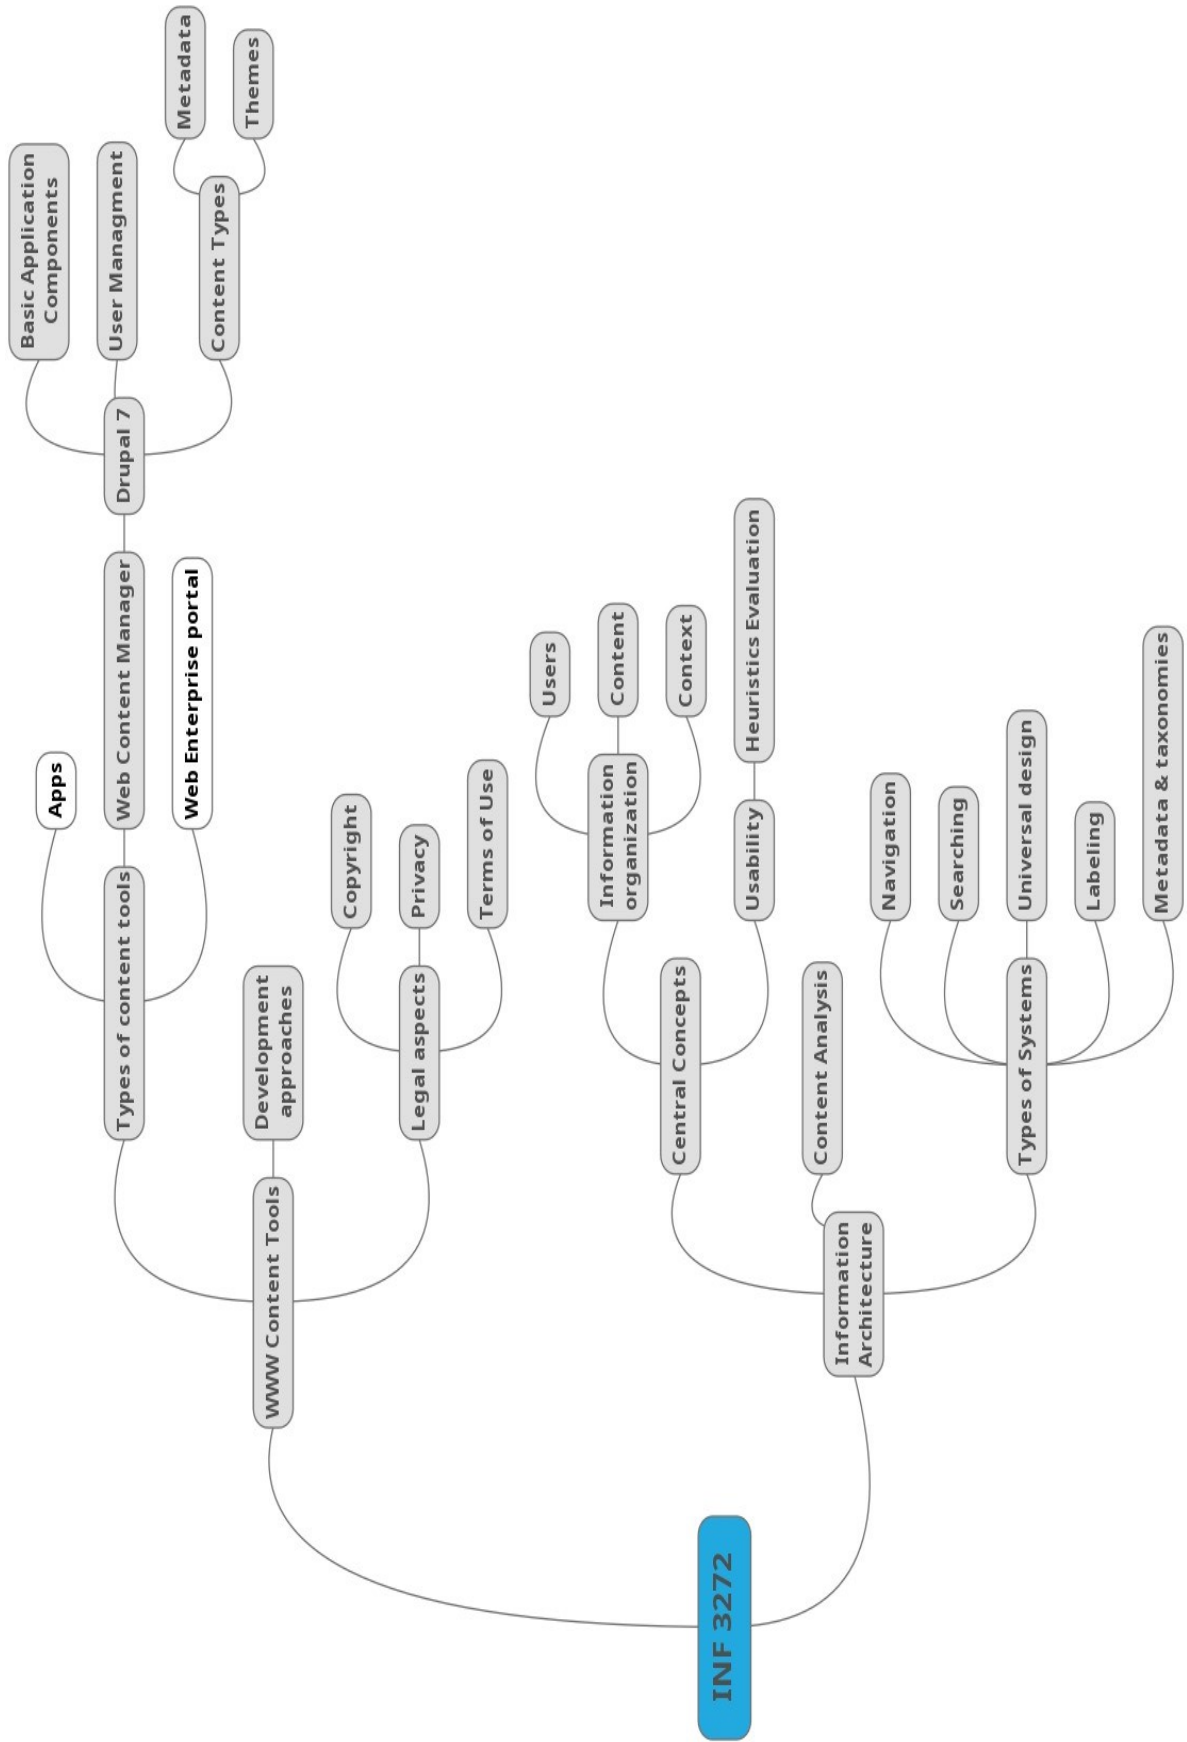 INF 3272
WWW Content Tools
Types of content tools
Apps
Web Content Manager
Drupal 7
Basic Application
Components
User Managment
Content Types
Metadata
Themes
Web Enterprise portal
Development
approaches
Legal aspects
Copyright
Privacy
Terms of Use
Information
Architecture
Central Concepts
Information
organization
Users
Content
Context
Usability
Heuristics Evaluation
Content Analysis
Types of Systems
Navigation
Searching
Universal design
Labeling
Metadata & taxonomies